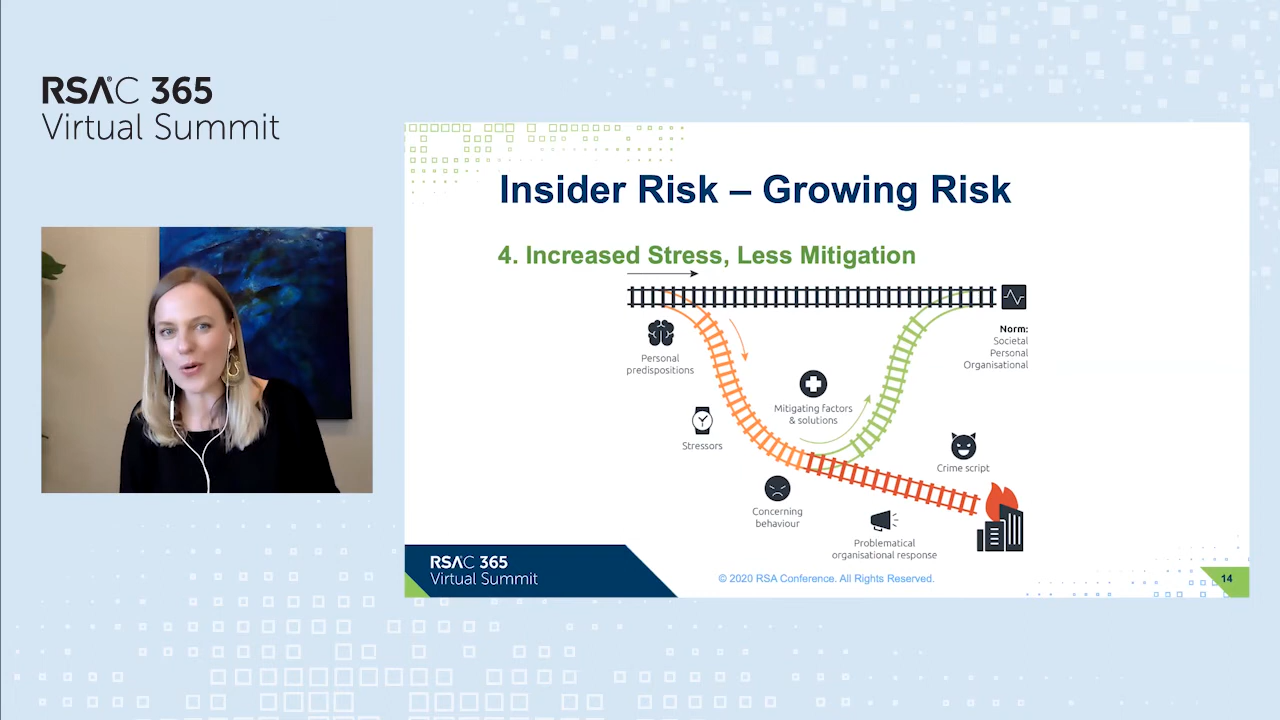 RSAC 365
Virtual Summit
Insider Risk – Growing Risk
4. Increased Stress, Less Mitigation
Norm:
Societal
Personal
Organisational
Personal
predispositions
Mitigating factors
& solutions
Stressors
Crime script
Concerning
behaviour
Problematical
organisational response
RSAC 365
Virtual Summit
© 2020 RSA Conference. All Rights Reserved.
14